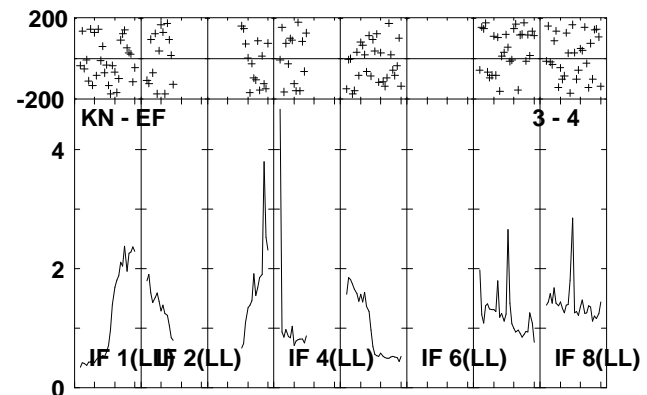 200
-200
KN - EF 3 - 4
4
2
IF 1(LL) IF 2(LL) IF 4(LL) IF 6(LL) IF 8(LL)
0